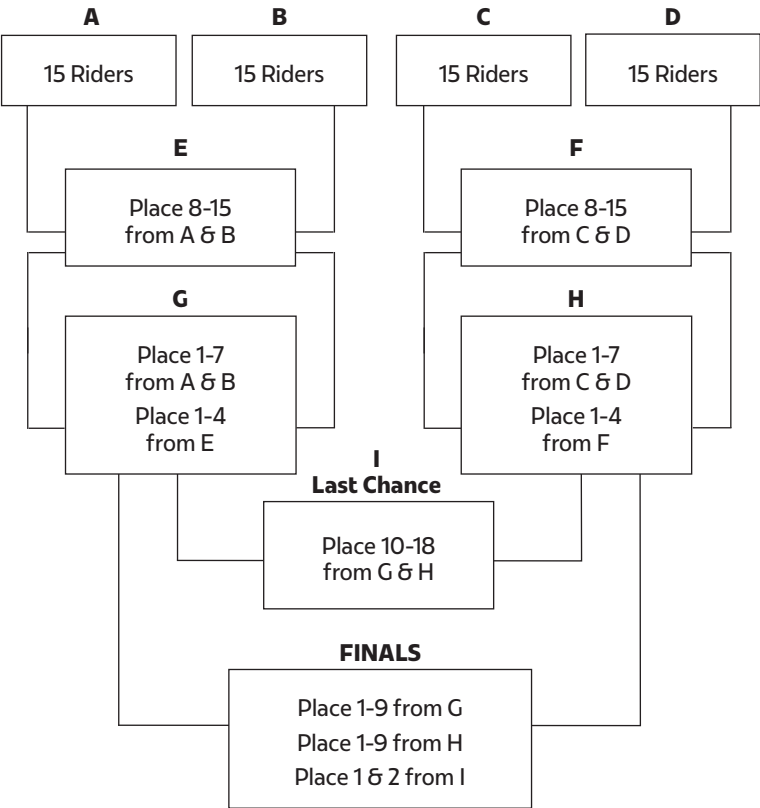 A
B
C
D
15 Riders
15 Riders
15 Riders
15 Riders
E
F
Place 8-15
from A & B
Place 8-15
from C & D
G
H
Place 1-7
from A & B
Place 1-4
from E
Place 1-7
from C & D
Place 1-4
from F
I
Last Chance
Place 10-18
from G & H
FINALS
Place 1-9 from G
Place 1-9 from H
Place 1 & 2 from I